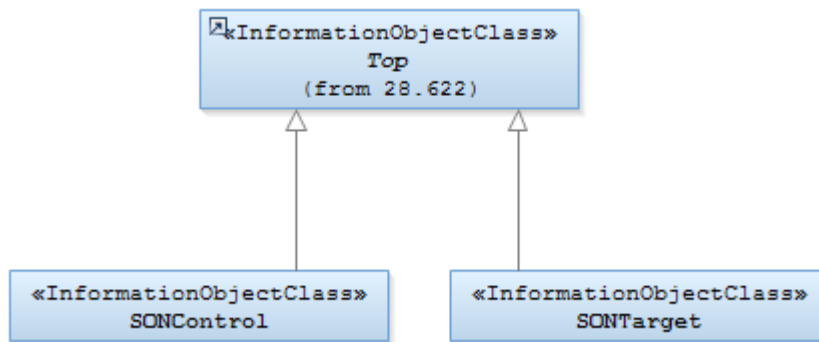 «InformationObjectClass»
Top
(from 28.622)
«InformationObjectClass»
SONControl
«InformationObjectClass»
SONTarget